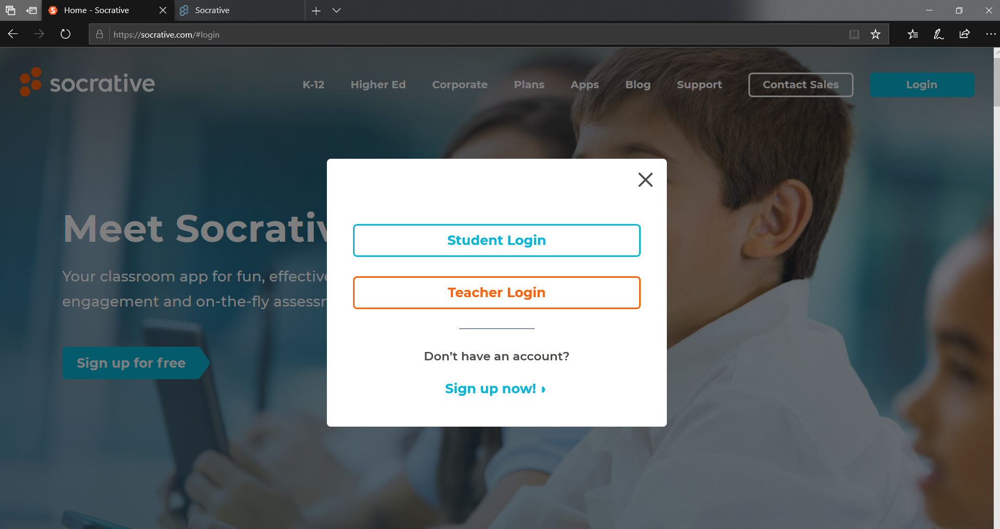 Home - Socrative
Socrative
https://socrative.com/#login
socrative
K-12
Higher Ed
Corporate
Plans
Apps
Blog
Support
Contact Sales
Login
Meet Socrativ
Your classroom app for fun, effective
engagement and on-the-fly assessm
Sign up for free
Student Login
Teacher Login
Don’t have an account?
Sign up now!